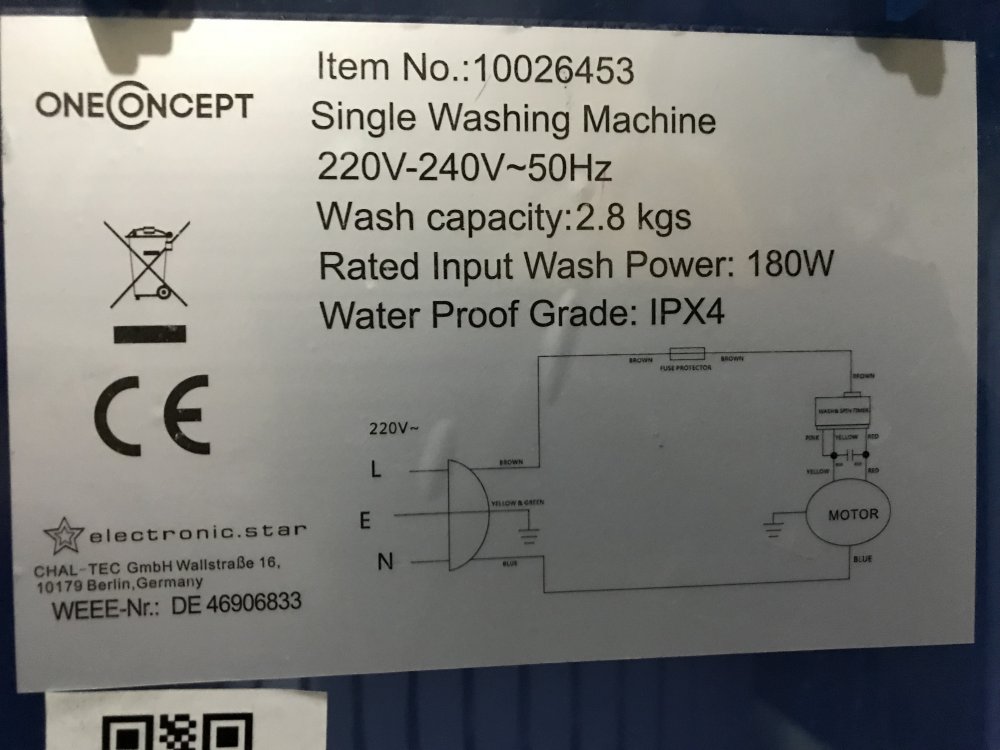 ONECONCEPT
Item No.:10026453
Single Washing Machine
220V-240V~50Hz
Wash capacity:2.8 kgs
Rated Input Wash Power: 180W
Water Proof Grade: IPX4
CE
electronic.star
CHAL-TEC GmbH Wallstraße 16,
10179 Berlin,Germany
WEEE-Nr.: DE 46906833
BROWN
BROWN
FUSE PROTECTOR
BROWN
WASH& SPIN TIMER
220V~
PINK YELLOW RED
L
BROWN
YELLOW RED
YELLOW & GREEN
E
MOTOR
N
BLUE
BLUE